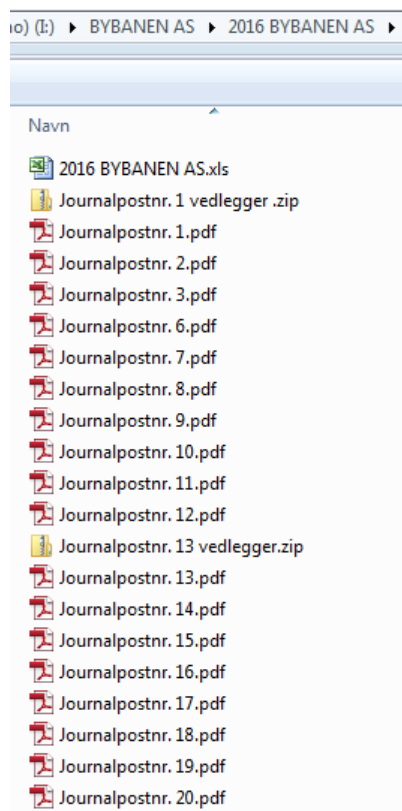 no) (I:) ▸ BYBANEN AS ▸ 2016 BYBANEN AS ▸
Navn
2016 BYBANEN AS.xls
Journalpostnr. 1 vedlegger .zip
Journalpostnr. 1.pdf
Journalpostnr. 2.pdf
Journalpostnr. 3.pdf
Journalpostnr. 6.pdf
Journalpostnr. 7.pdf
Journalpostnr. 8.pdf
Journalpostnr. 9.pdf
Journalpostnr. 10.pdf
Journalpostnr. 11.pdf
Journalpostnr. 12.pdf
Journalpostnr. 13 vedlegger.zip
Journalpostnr. 13.pdf
Journalpostnr. 14.pdf
Journalpostnr. 15.pdf
Journalpostnr. 16.pdf
Journalpostnr. 17.pdf
Journalpostnr. 18.pdf
Journalpostnr. 19.pdf
Journalpostnr. 20.pdf